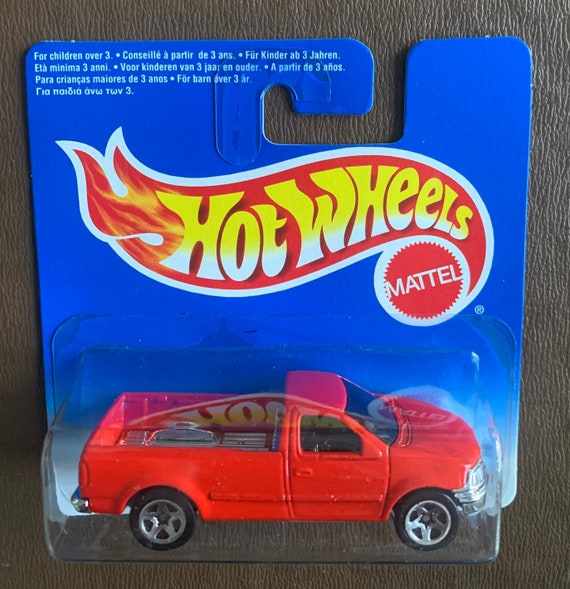 For children over 3. • Conseillé à partir de 3 ans. • Für Kinder ab 3 Jahren.
Età minima 3 anni. • Voor kinderen van 3 jaar en ouder. • A partir de 3 años.
Para crianças maiores de 3 anos • För barn över 3 år.
Για παιδιά άνω των 3.
HOT WHeeLs
MATTEL
®